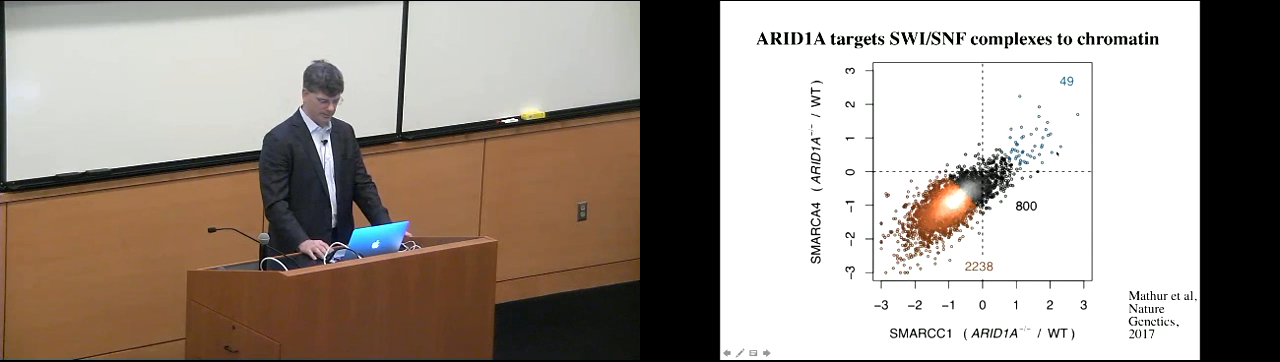 ARID1A targets SWI/SNF complexes to chromatin
49
3
2
1
0
−1
−2
−3
SMARCA4 ( ARID1A−/− / WT)
800
2238
−3 −2 −1 0 1 2 3
SMARCC1 ( ARID1A−/− / WT)
Mathur et al,
Nature
Genetics,
2017